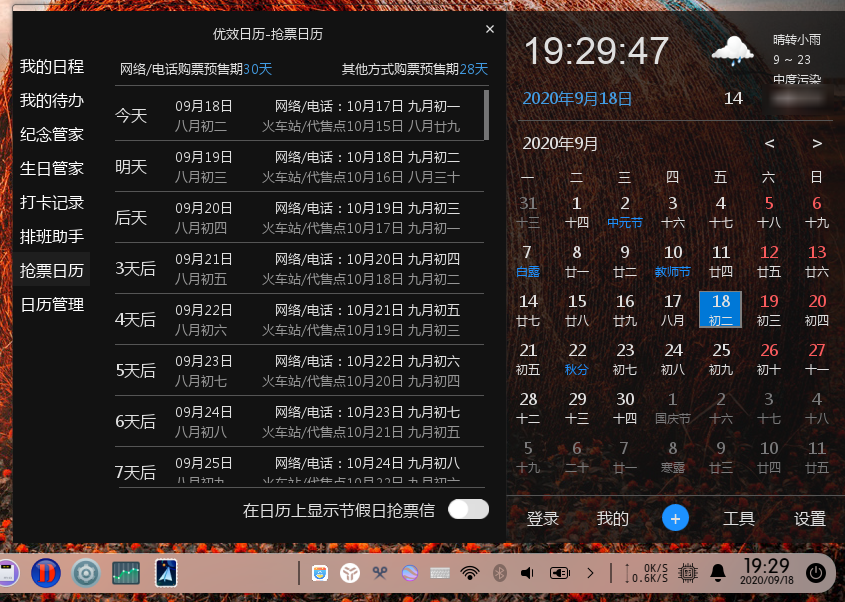 优效日历-抢票日历
×
我的日程
我的待办
纪念管家
生日管家
打卡记录
排班助手
抢票日历
日历管理
网络/电话购票预售期30天 其他方式购票预售期28天
今天 09月18日 网络/电话：10月17日 九月初一
八月初二 火车站/代售点10月15日 八月廿九
明天 09月19日 网络/电话：10月18日 九月初二
八月初三 火车站/代售点10月16日 八月三十
后天 09月20日 网络/电话：10月19日 九月初三
八月初四 火车站/代售点10月17日 九月初一
3天后 09月21日 网络/电话：10月20日 九月初四
八月初五 火车站/代售点10月18日 九月初二
4天后 09月22日 网络/电话：10月21日 九月初五
八月初六 火车站/代售点10月19日 九月初三
5天后 09月23日 网络/电话：10月22日 九月初六
八月初七 火车站/代售点10月20日 九月初四
6天后 09月24日 网络/电话：10月23日 九月初七
八月初八 火车站/代售点10月21日 九月初五
7天后 09月25日 网络/电话：10月24日 九月初八
八月初九 火车站/代售点10月22日 九月初六
在日历上显示节假日抢票信
19:29:47
晴转小雨
9 ~ 23
中度污染
2020年9月18日 14
2020年9月 < >
一 二 三 四 五 六 日
31 1 2 3 4 5 6
十三 十四 中元节 十六 十七 十八 十九
7 8 9 10 11 12 13
白露 廿一 廿二 教师节 廿四 廿五 廿六
14 15 16 17 18 19 20
廿七 廿八 廿九 八月 初二 初三 初四
21 22 23 24 25 26 27
初五 秋分 初七 初八 初九 初十 十一
28 29 30 1 2 3 4
十二 十三 十四 国庆节 十六 十七 十八
5 6 7 8 9 10 11
十九 二十 廿一 寒露 廿三 廿四 廿五
登录 我的 + 工具 设置
0K/S
0.6K/S
19:29
2020/09/18